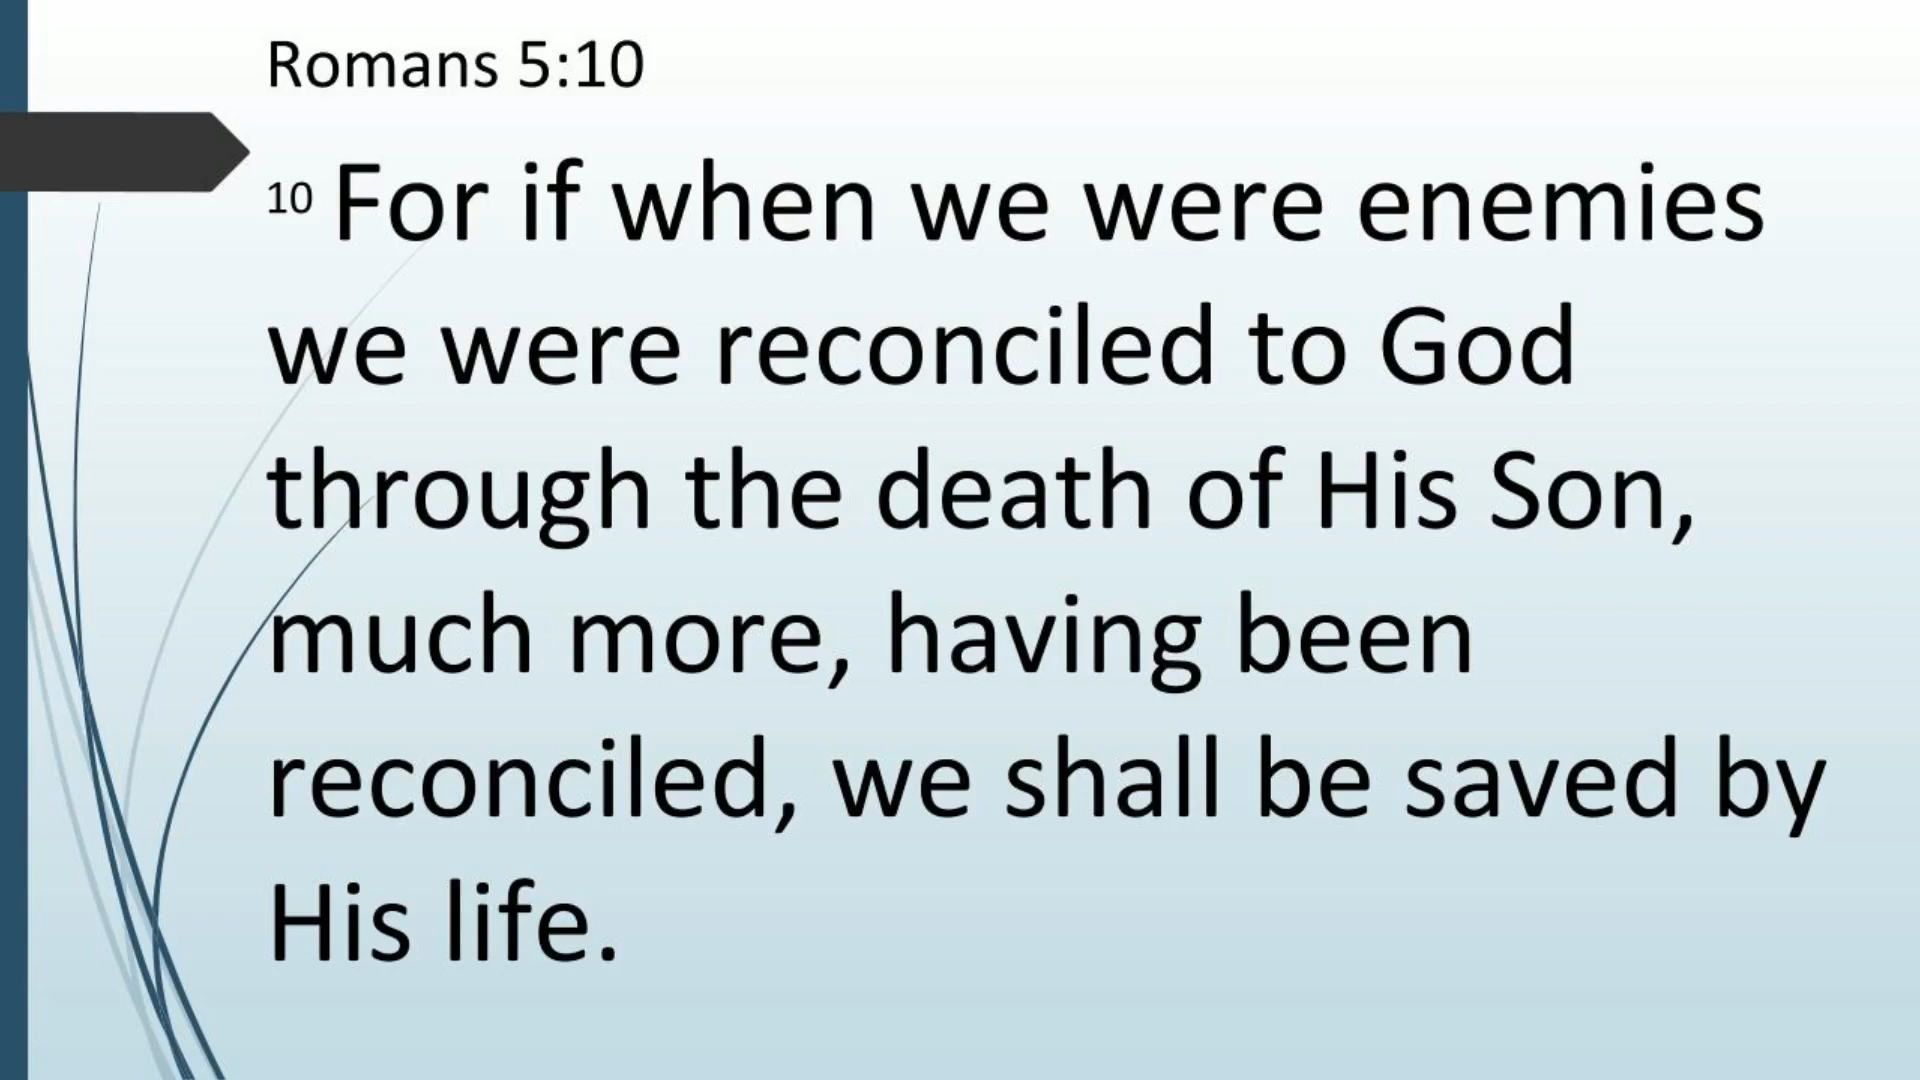 Romans 5:10
10 For if when we were enemies
we were reconciled to God
through the death of His Son,
much more, having been
reconciled, we shall be saved by
His life.